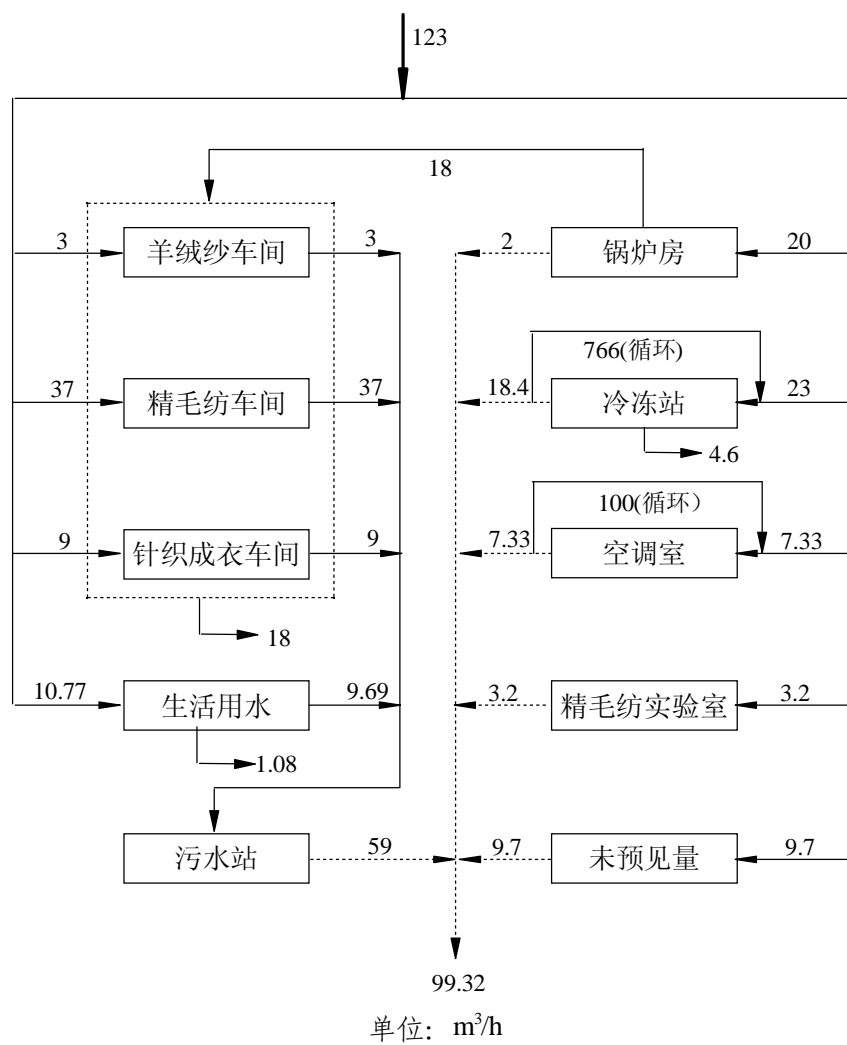 123
18
3 羊绒纱车间 3 2 锅炉房 20
766(循环)
37 精毛纺车间 37 18.4 冷冻站 23
4.6
100(循环）
9 针织成衣车间 9 7.33 空调室 7.33
18
10.77 生活用水 9.69 3.2 精毛纺实验室 3.2
1.08
污水站 59 9.7 未预见量 9.7
99.32
单位： m³/h